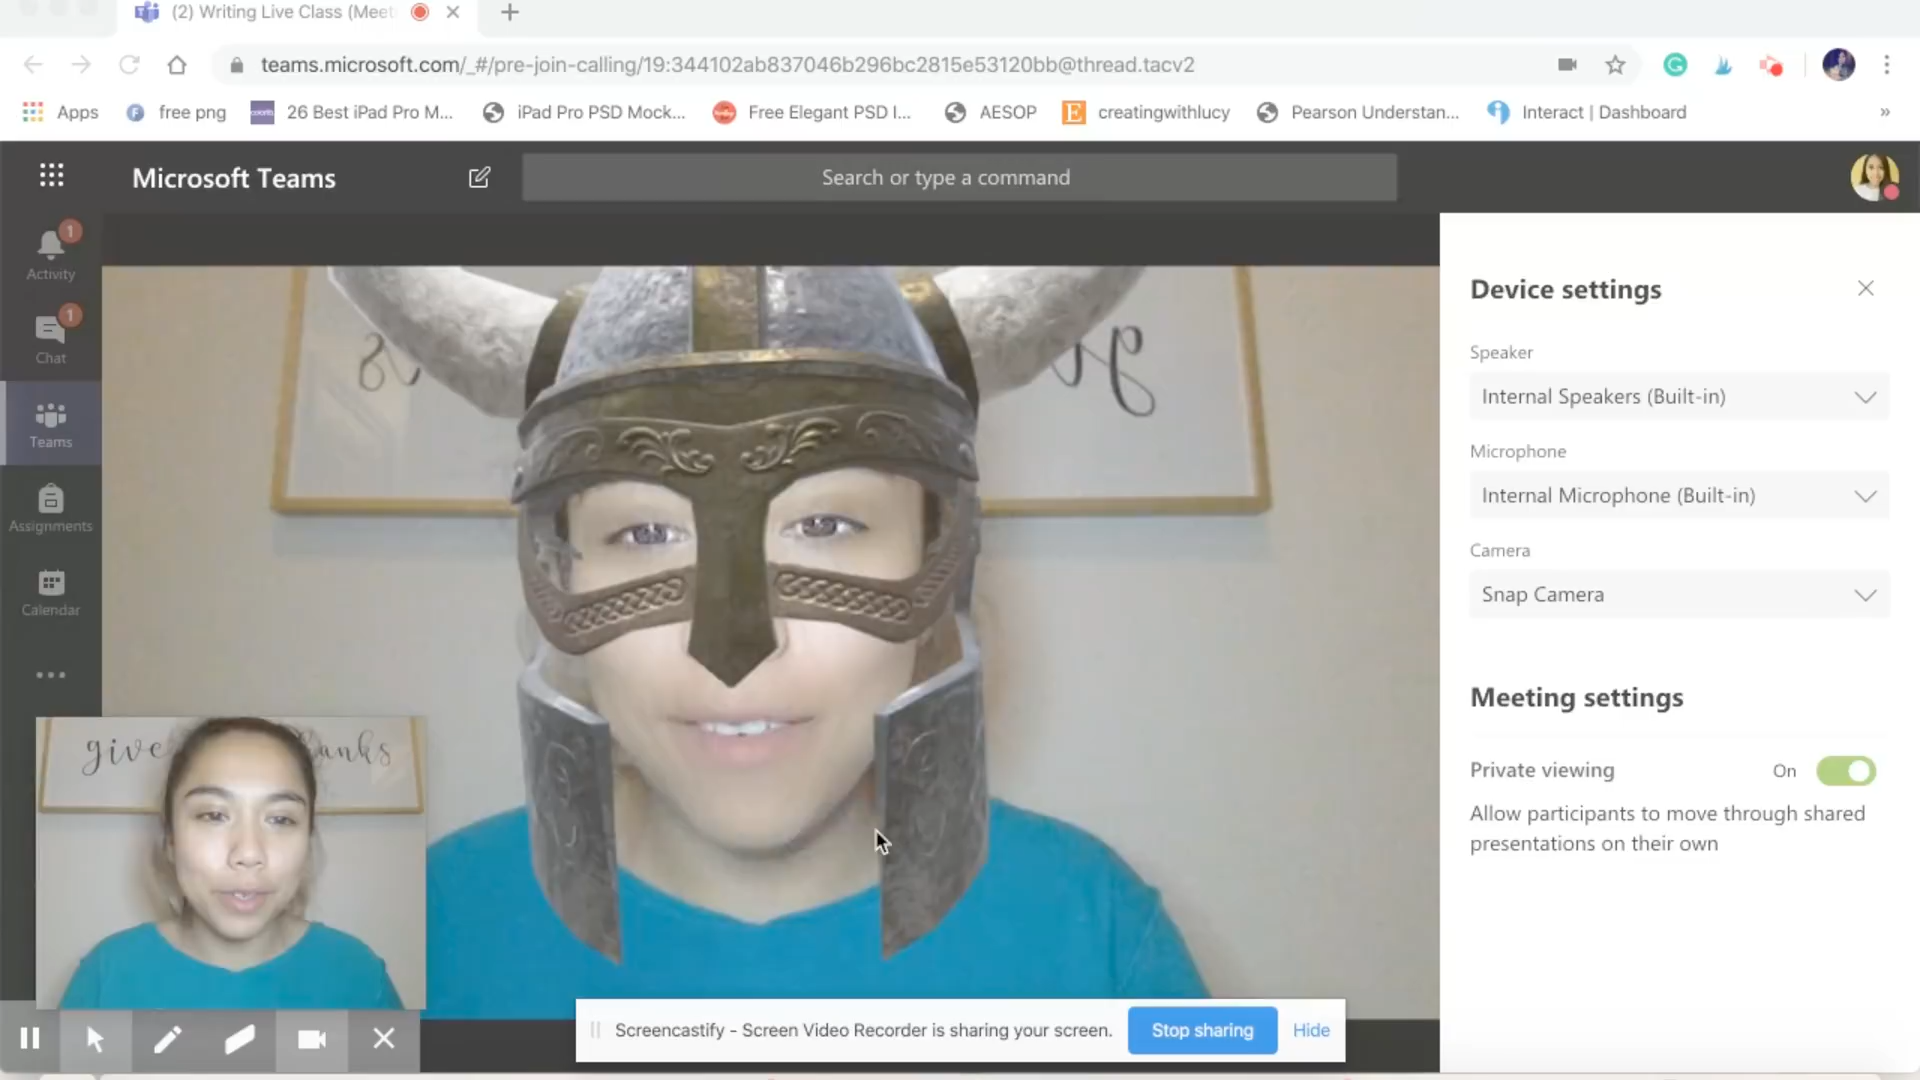 (2) Writing Live Class (Meet
teams.microsoft.com/_#/pre-join-calling/19:344102ab837046b296bc2815e53120bb@thread.tacv2
Apps
free png
26 Best iPad Pro M...
iPad Pro PSD Mock...
Free Elegant PSD I...
AESOP
creatingwithlucy
Pearson Understan...
Interact | Dashboard
»
Microsoft Teams
Search or type a command
1
Activity
1
Chat
Teams
Assignments
Calendar
Device settings
Speaker
Internal Speakers (Built-in)
Microphone
Internal Microphone (Built-in)
Camera
Snap Camera
Meeting settings
Private viewing
On
Allow participants to move through shared
presentations on their own
give
anks
Screencastify - Screen Video Recorder is sharing your screen.
Stop sharing
Hide